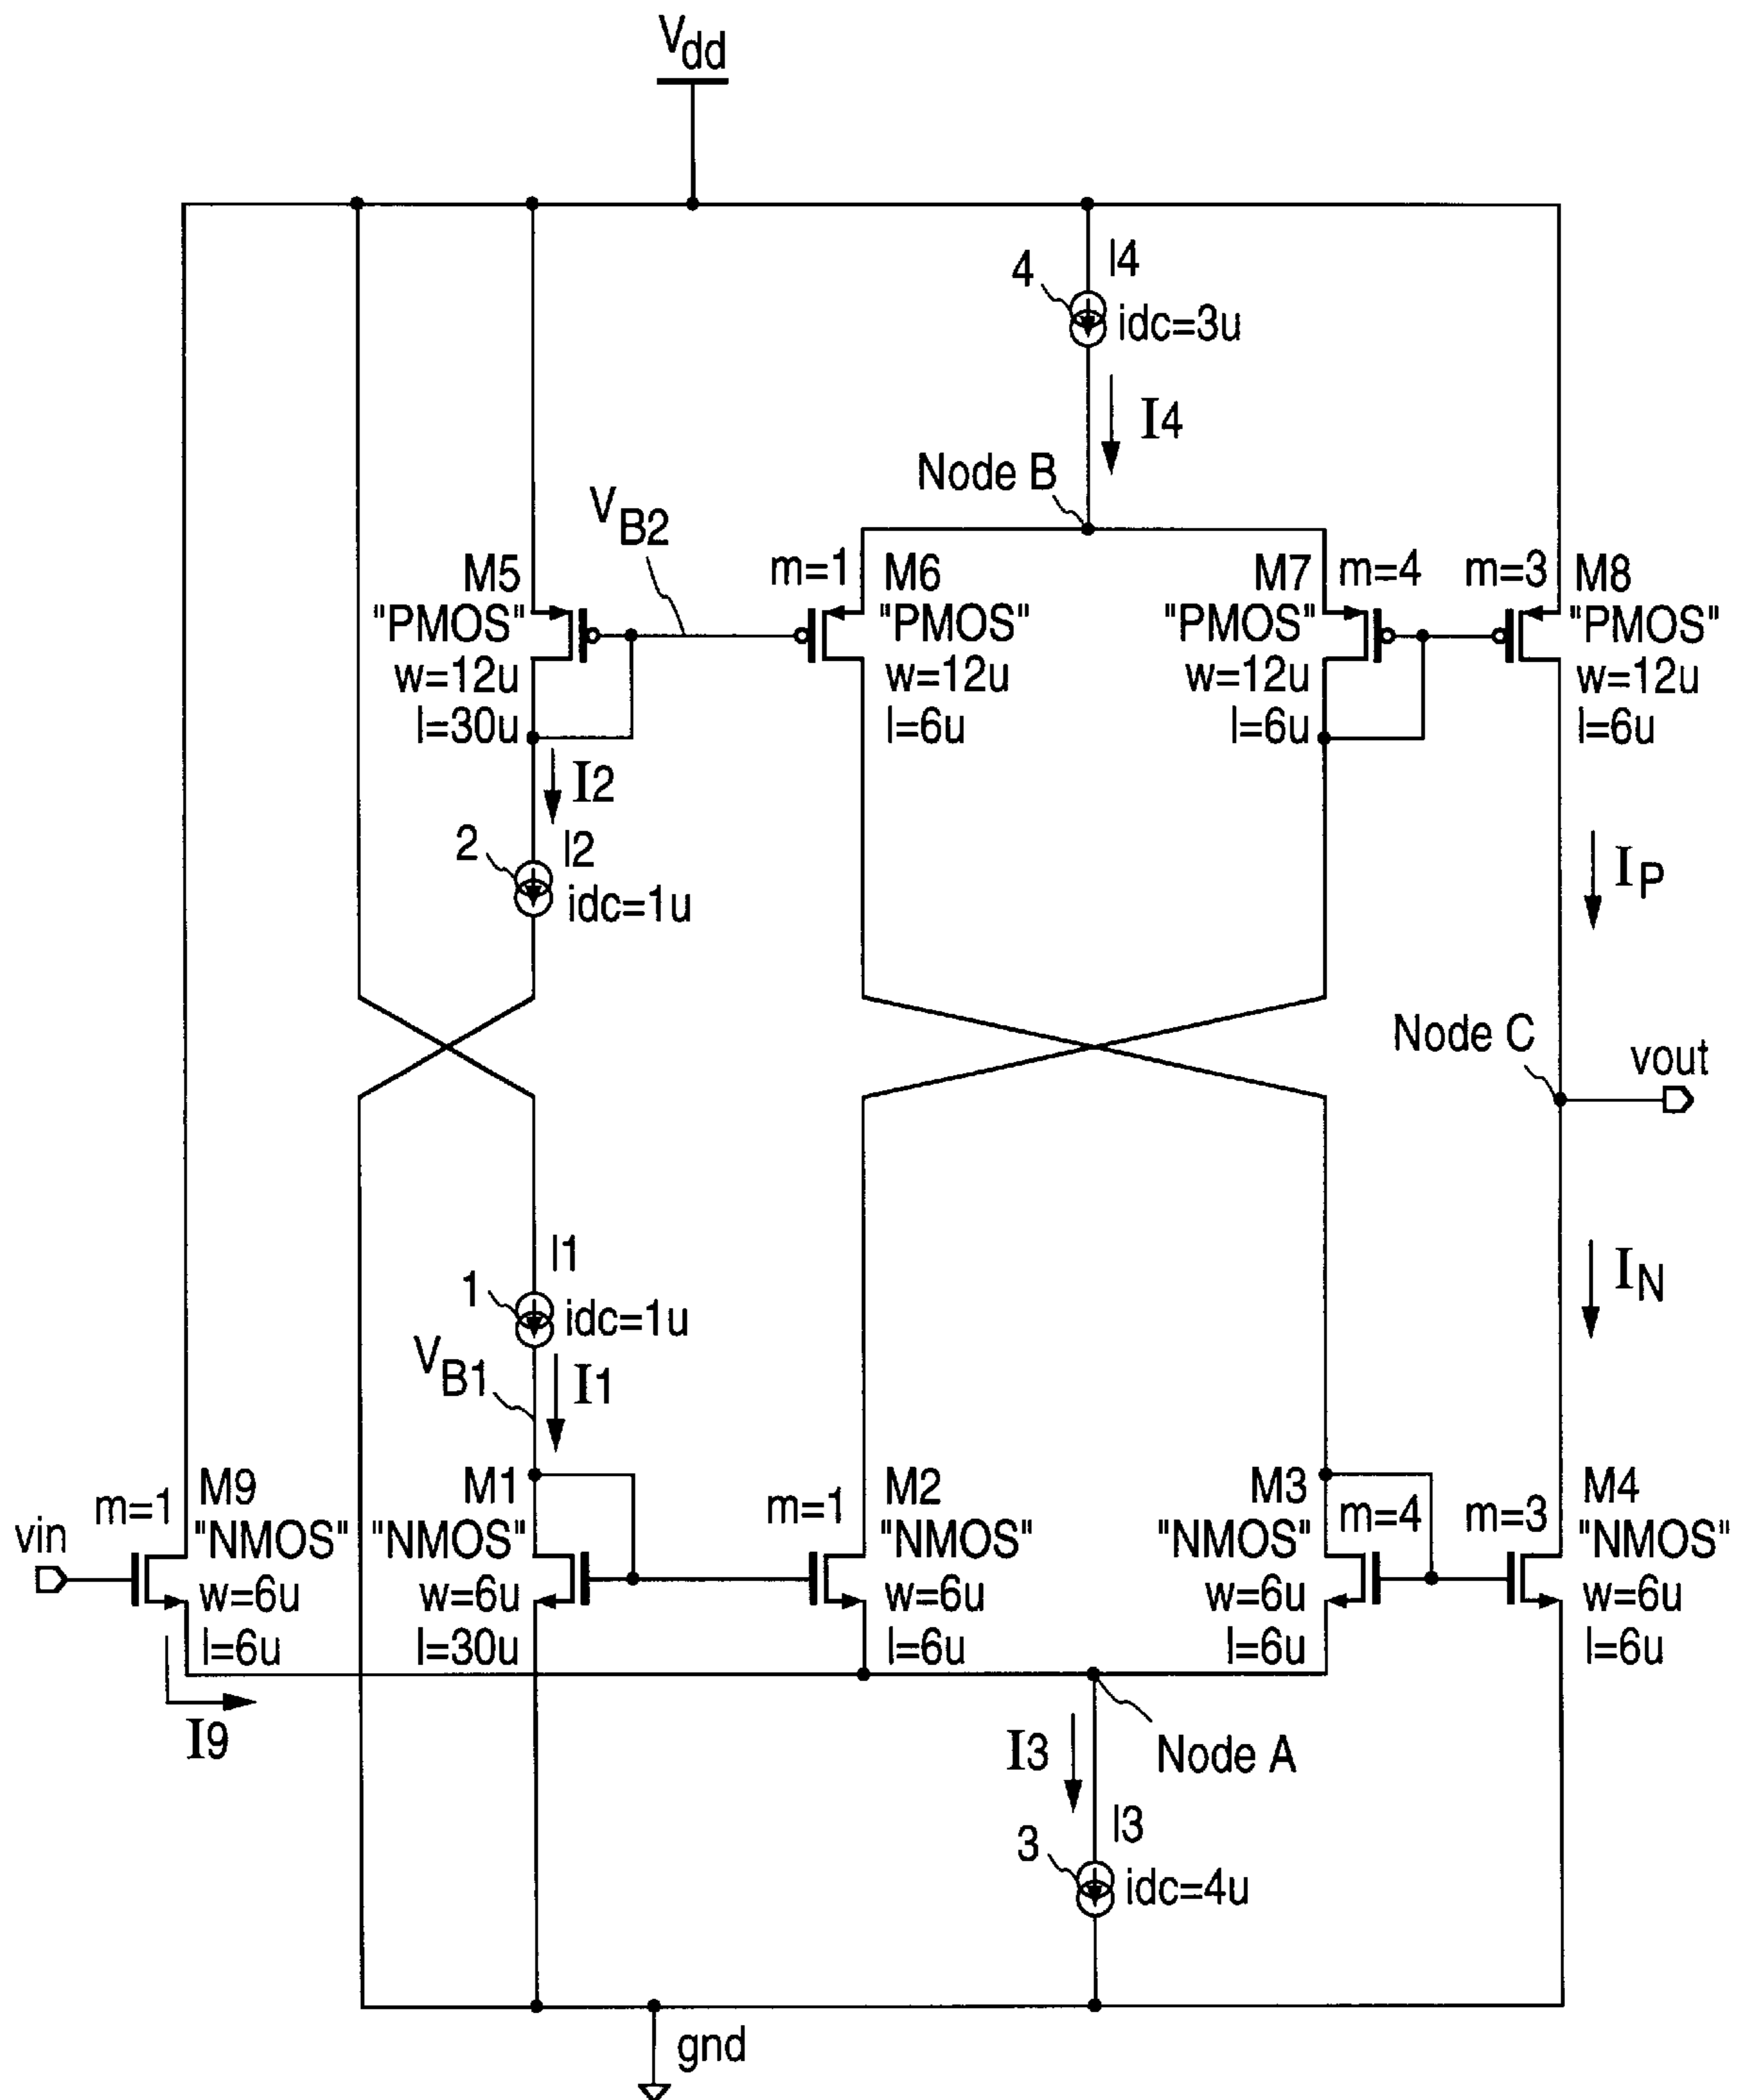 Vdd
4
I4
idc=3u
I4
Node B
VB2
M5
"PMOS"
w=12u
l=30u
m=1
M6
"PMOS"
w=12u
l=6u
M7
m=4
"PMOS"
w=12u
l=6u
m=3
M8
"PMOS"
w=12u
l=6u
I2
2
I2
idc=1u
IP
Node C
vout
I1
1
idc=1u
VB1
I1
IN
vin
m=1
M9
"NMOS"
w=6u
l=6u
I9
M1
"NMOS"
w=6u
l=30u
m=1
M2
"NMOS"
w=6u
l=6u
M3
m=4
"NMOS"
w=6u
l=6u
m=3
M4
"NMOS"
w=6u
l=6u
Node A
I3
I3
3
idc=4u
gnd